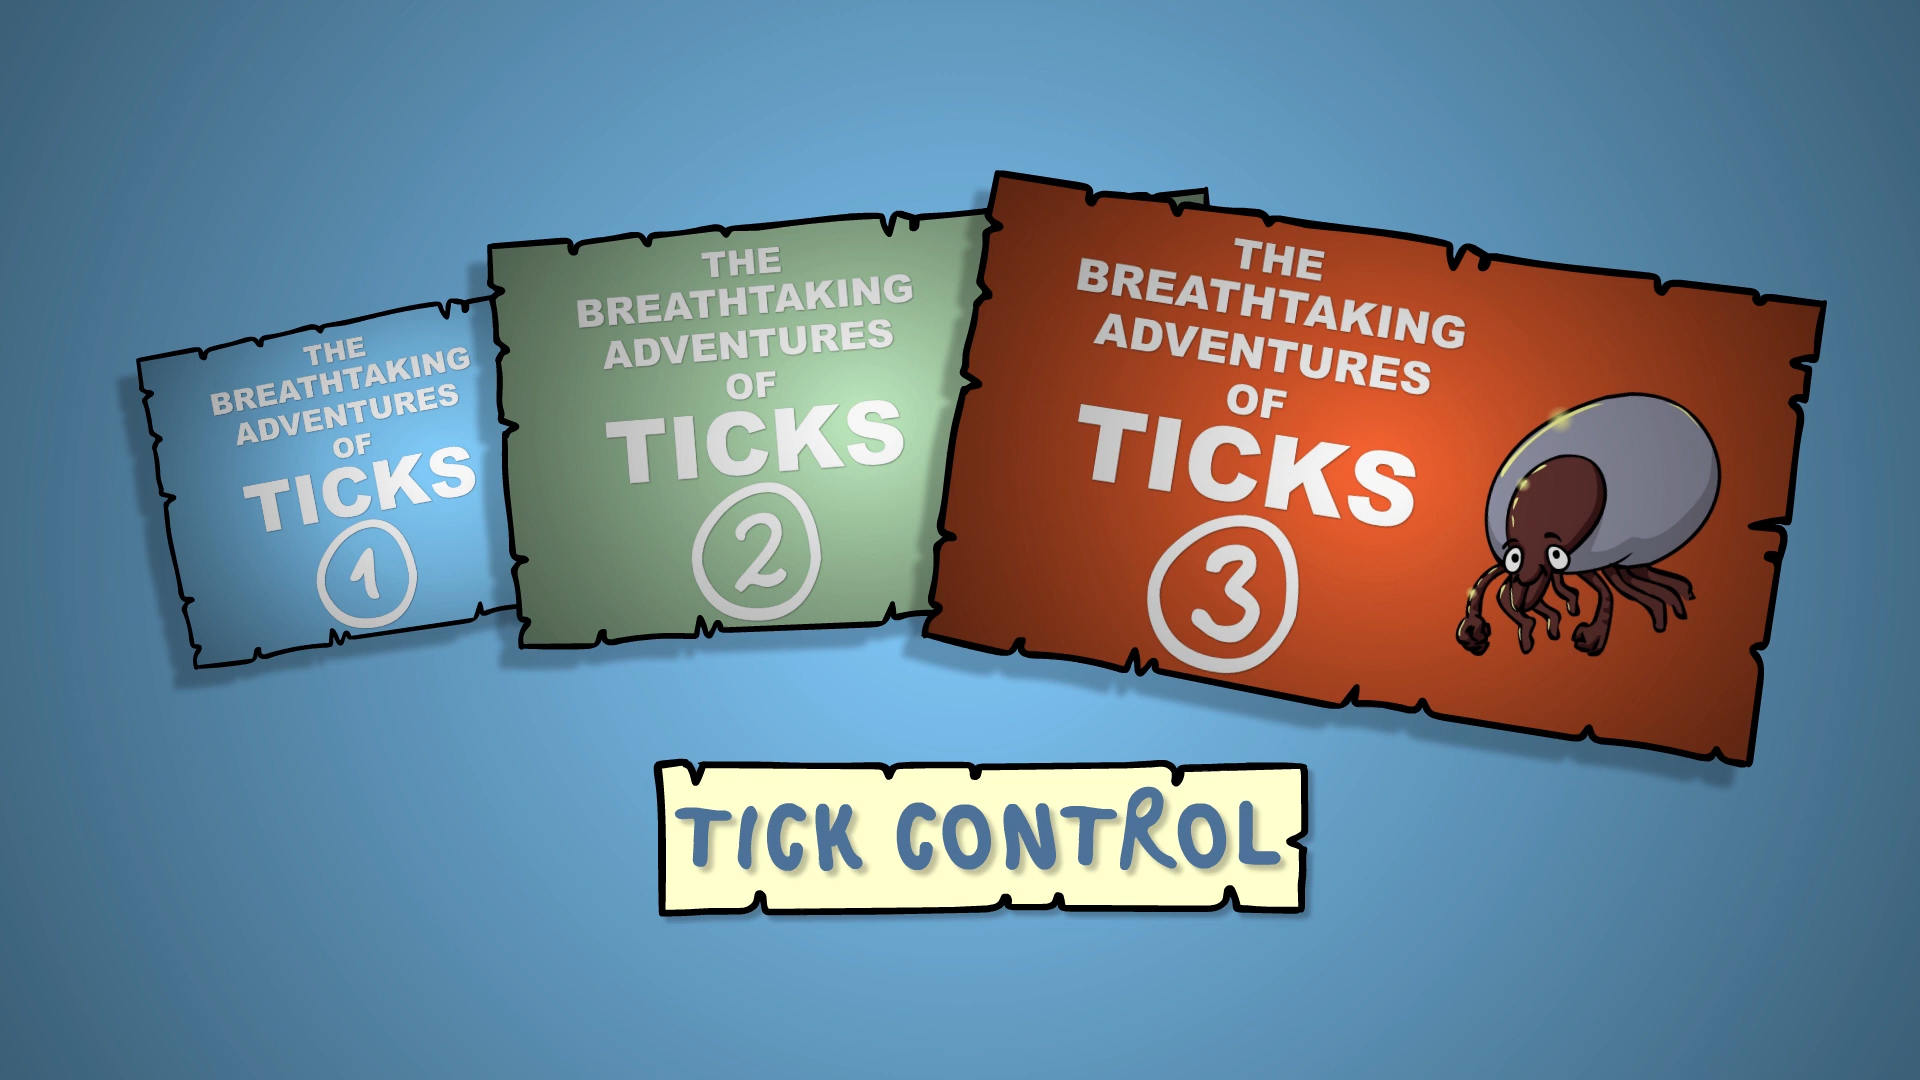 THE
BREATHTAKING
ADVENTURES
OF
TICKS
1
THE
BREATHTAKING
ADVENTURES
OF
TICKS
2
THE
BREATHTAKING
ADVENTURES
OF
TICKS
3
TICK CONTROL